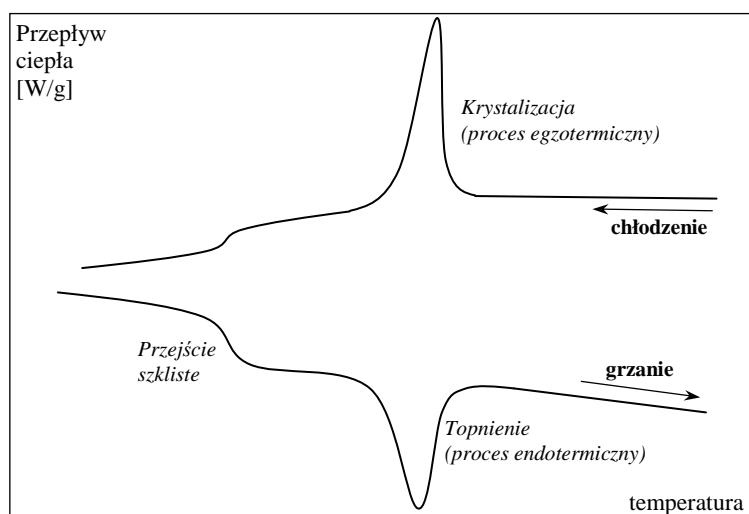 Przepływ
ciepła
[W/g]
Krystalizacja
(proces egzotermiczny)
chłodzenie
Przejście
szkliste
grzanie
Topnienie
(proces endotermiczny)
temperatura